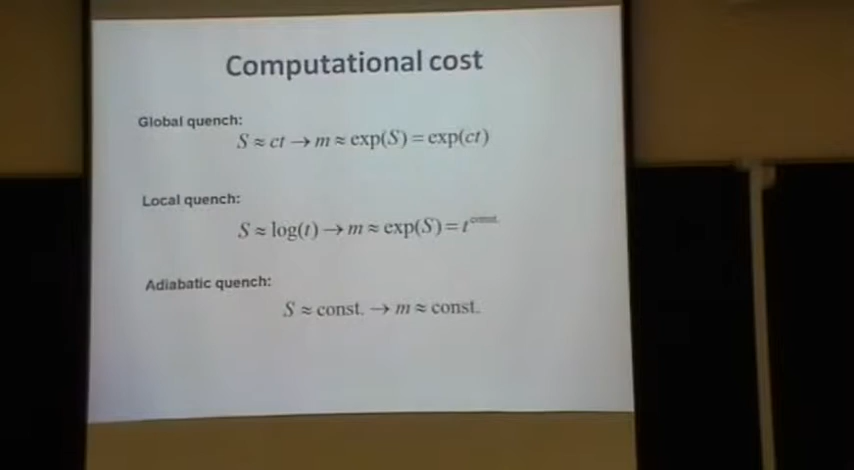 Computational cost
Global quench:
S ≈ ct → m ≈ exp(S) = exp(ct)
Local quench:
S ≈ log(t) → m ≈ exp(S) = t^const.
Adiabatic quench:
S ≈ const. → m ≈ const.